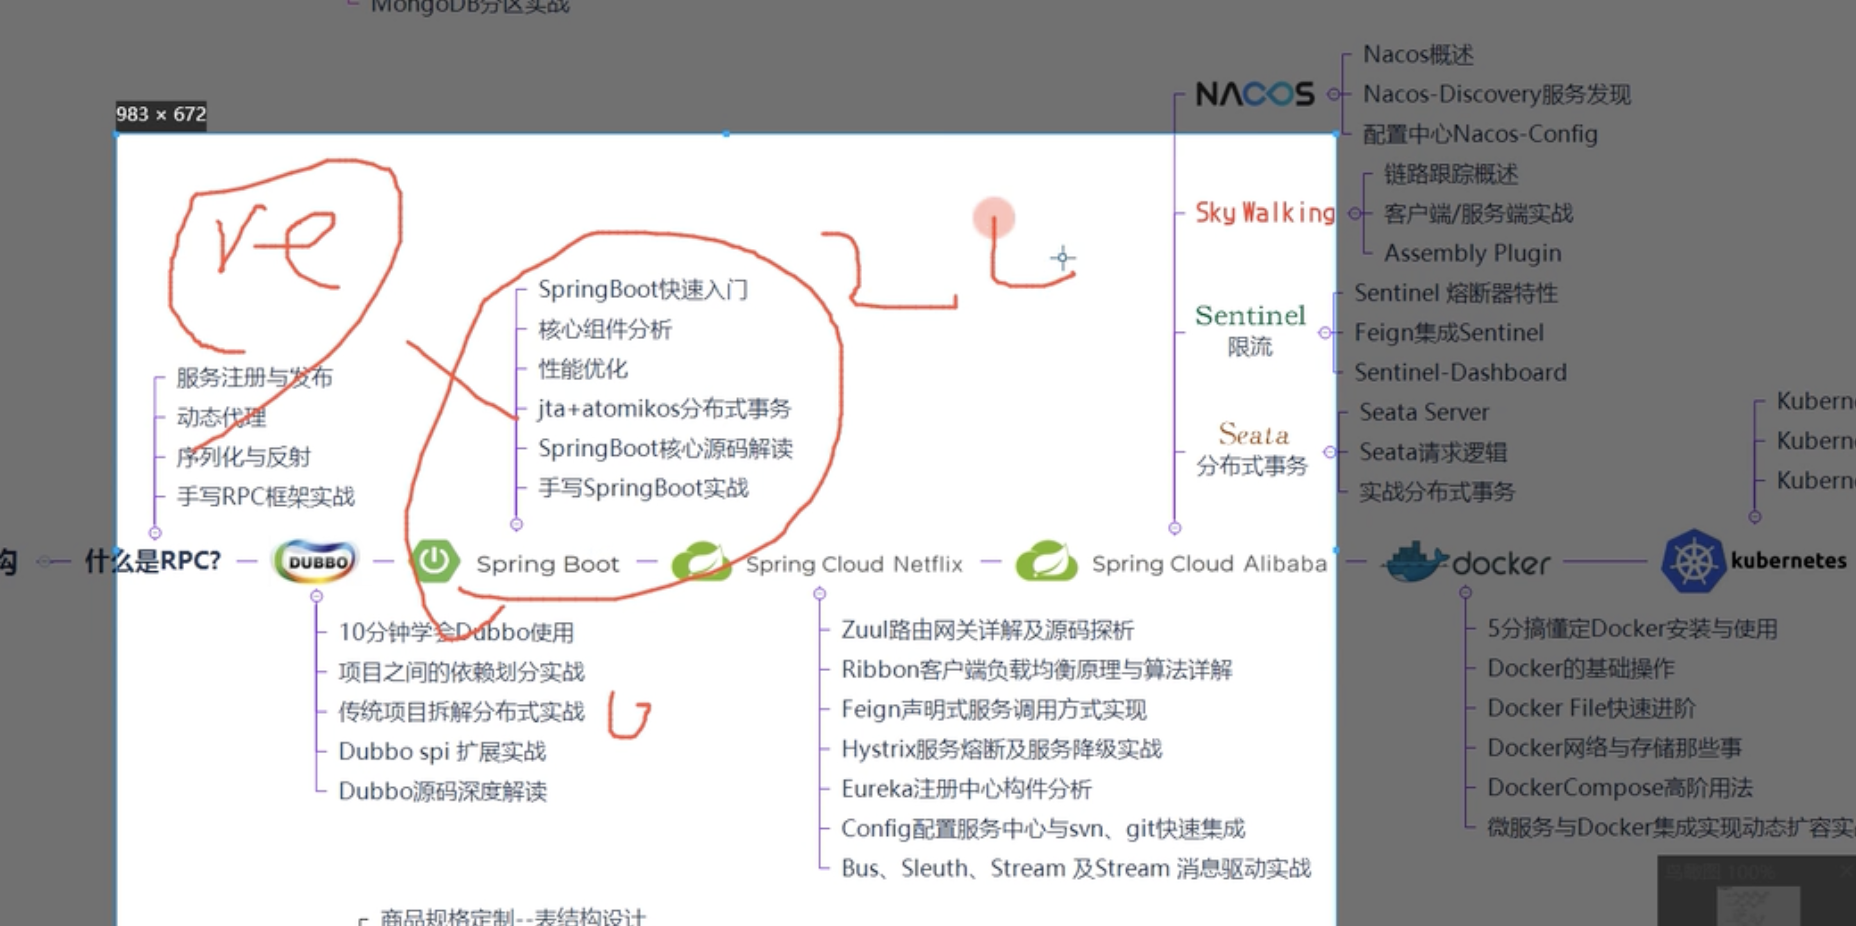 MongoDB分区实战
983 × 672
NACOS
Nacos概述
Nacos-Discovery服务发现
配置中心Nacos-Config
SkyWalking
链路跟踪概述
客户端/服务端实战
Assembly Plugin
Sentinel
限流
Sentinel 熔断器特性
Feign集成Sentinel
Sentinel-Dashboard
Seata
分布式事务
Seata Server
Seata请求逻辑
实战分布式事务
ve
服务注册与发布
动态代理
序列化与反射
手写RPC框架实战
SpringBoot快速入门
核心组件分析
性能优化
jta+atomikos分布式事务
SpringBoot核心源码解读
手写SpringBoot实战
什么是RPC?
DUBBO
Spring Boot
Spring Cloud Netflix
Spring Cloud Alibaba
docker
kubernetes
10分钟学会Dubbo使用
项目之间的依赖划分实战
传统项目拆解分布式实战
Dubbo spi 扩展实战
Dubbo源码深度解读
Zuul路由网关详解及源码探析
Ribbon客户端负载均衡原理与算法详解
Feign声明式服务调用方式实现
Hystrix服务熔断及服务降级实战
Eureka注册中心构件分析
Config配置服务中心与svn、git快速集成
Bus、Sleuth、Stream 及Stream 消息驱动实战
5分搞懂定Docker安装与使用
Docker的基础操作
Docker File快速进阶
Docker网络与存储那些事
DockerCompose高阶用法
微服务与Docker集成实现动态扩容实
Kubern
Kubern
Kubern
商品规格定制--表结构设计